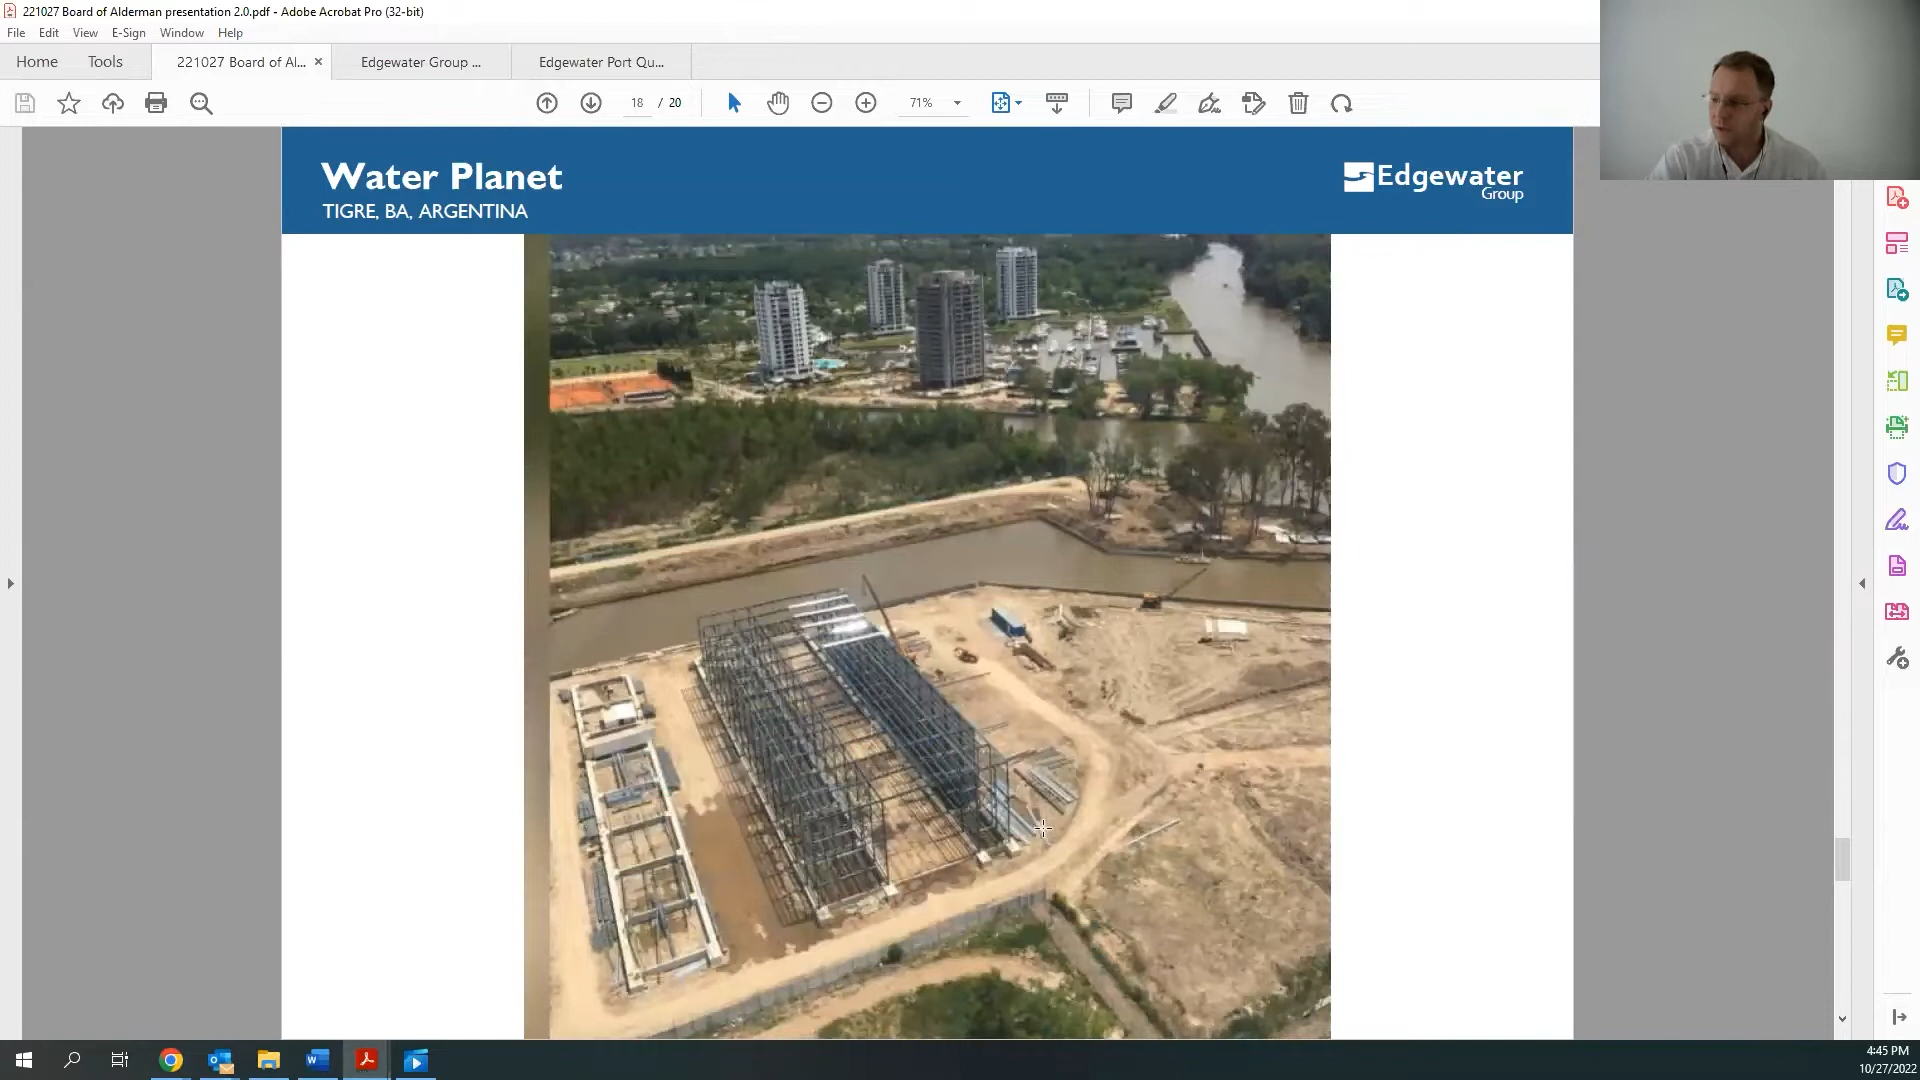 221027 Board of Alderman presentation 2.0.pdf - Adobe Acrobat Pro (32-bit)
File Edit View E-Sign Window Help
Home Tools 221027 Board of Al... × Edgewater Group ... Edgewater Port Qu...
18 / 20 71%
Water Planet
TIGRE, BA, ARGENTINA
Edgewater
Group
4:45 PM
10/27/2022